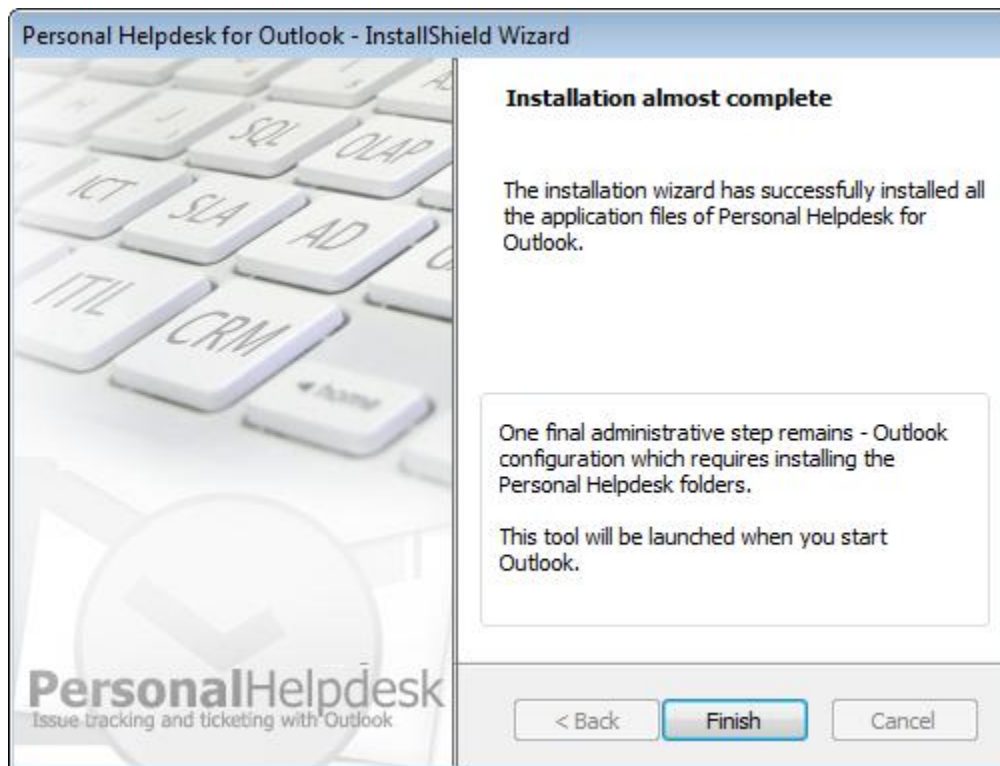 Personal Helpdesk for Outlook - InstallShield Wizard
SQL
OLAP
ICT
SLA
AD
ITIL
CRM
home
Installation almost complete
The installation wizard has successfully installed all
the application files of Personal Helpdesk for
Outlook.
One final administrative step remains - Outlook
configuration which requires installing the
Personal Helpdesk folders.
This tool will be launched when you start
Outlook.
PersonalHelpdesk
Issue tracking and ticketing with Outlook
< Back
Finish
Cancel